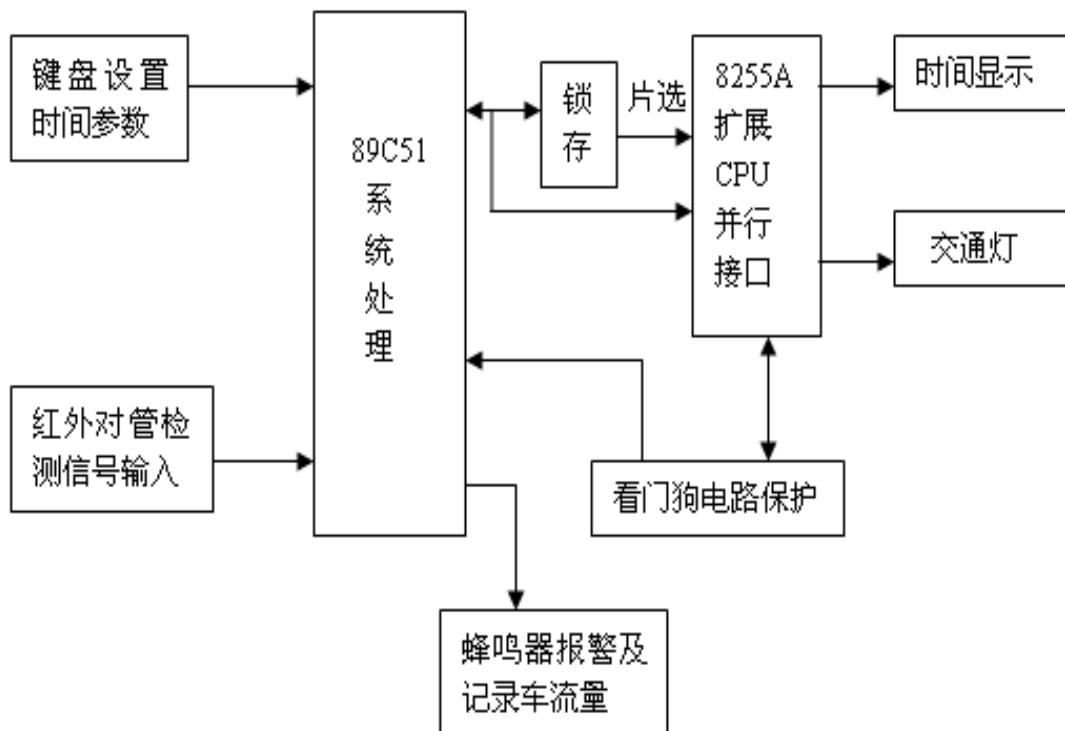 键盘设置
时间参数
89C51
系
统
处
理
锁
存
片选
8255A
扩展
CPU
并行
接口
时间显示
交通灯
红外对管检
测信号输入
看门狗电路保护
蜂鸣器报警及
记录车流量